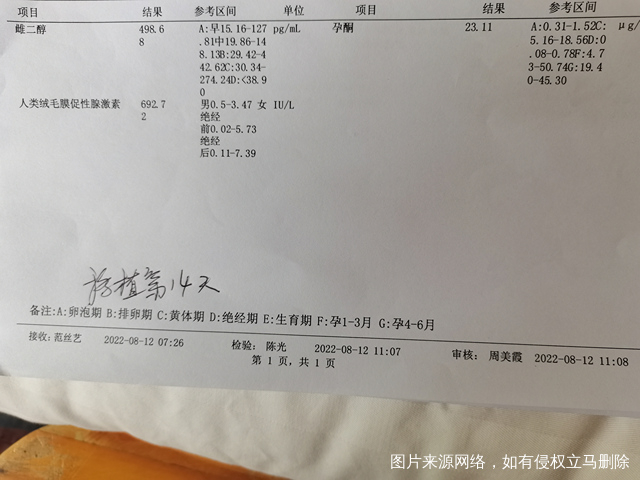 项目 结果 参考区间 单位 项目 结果 参考区间
雌二醇 498.6 A:早15.16-127 pg/mL 孕酮 23.11 A:0.31-1.52C: μg/
8 .81中19.86-14 5.16-18.56D:0
8.13B:29.42-4 .08-0.78F:4.7
42.62C:30.34- 3-50.74G:19.4
274.24D:<38.9 0-45.30
0
人类绒毛膜促性腺激素 692.7 男0.5-3.47 女 IU/L
2 绝经
前0.02-5.73
绝经
后0.11-7.39
移植第14天
备注:A:卵泡期 B:排卵期 C:黄体期 D:绝经期 E:生育期 F:孕1-3月 G:孕4-6月
接收: 范丝艺 2022-08-12 07:26 检验: 陈光 2022-08-12 11:07 审核: 周美霞 2022-08-12 11:08
第 1 页, 共 1 页
图片来源网络，如有侵权立马删除